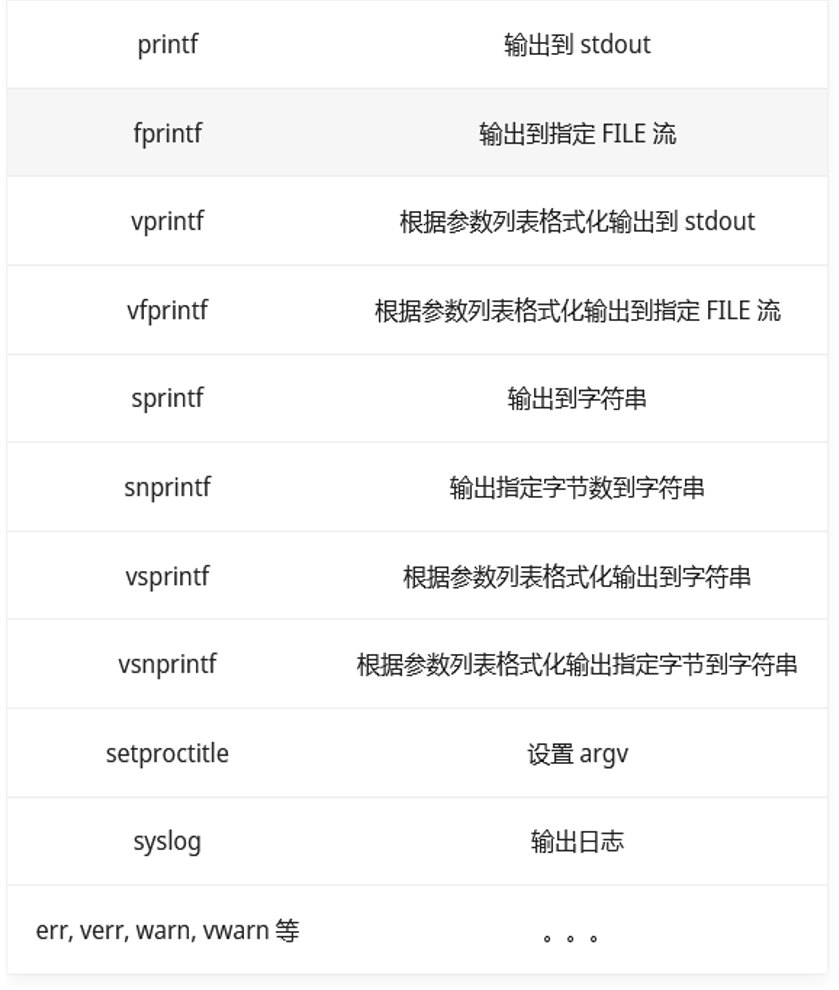 printf 输出到 stdout
fprintf 输出到指定 FILE 流
vprintf 根据参数列表格式化输出到 stdout
vfprintf 根据参数列表格式化输出到指定 FILE 流
sprintf 输出到字符串
snprintf 输出指定字节数到字符串
vsprintf 根据参数列表格式化输出到字符串
vsnprintf 根据参数列表格式化输出指定字节到字符串
setproctitle 设置 argv
syslog 输出日志
err, verr, warn, vwarn 等 。。。